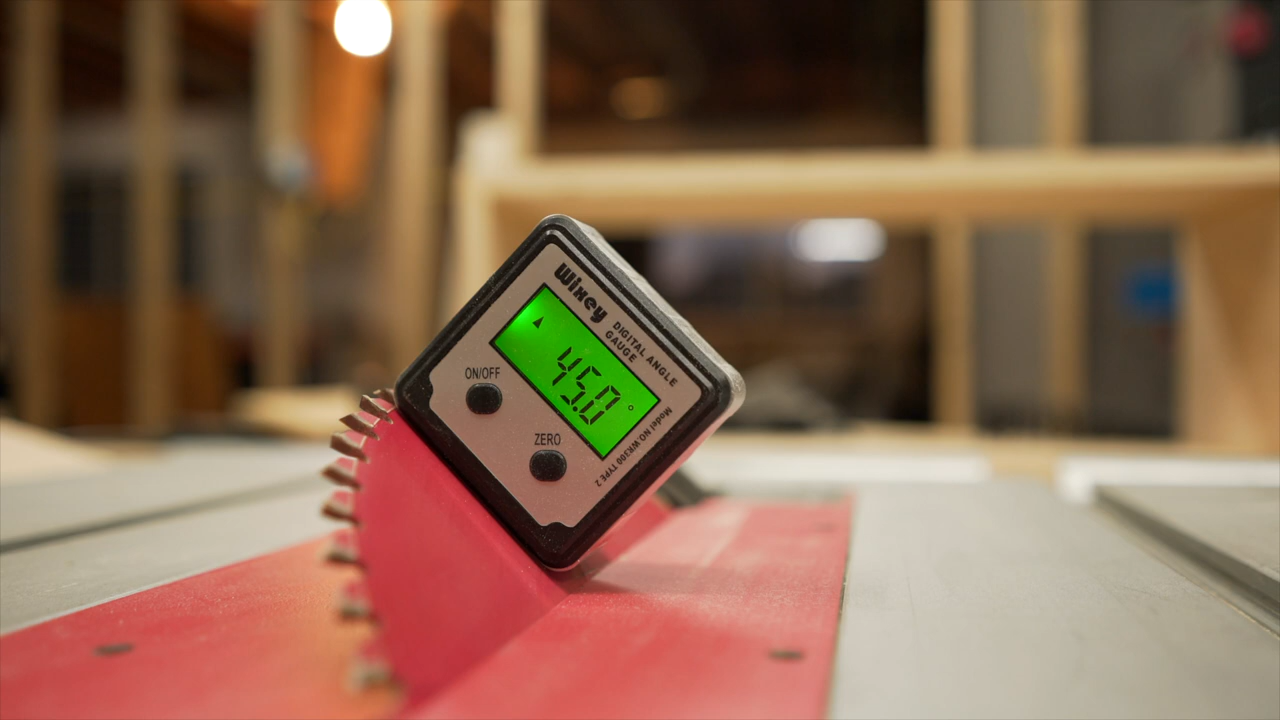 Wixey
DIGITAL ANGLE
GAUGE
45.0°
ON/OFF
ZERO
Model NO.WR300 TYPE 2